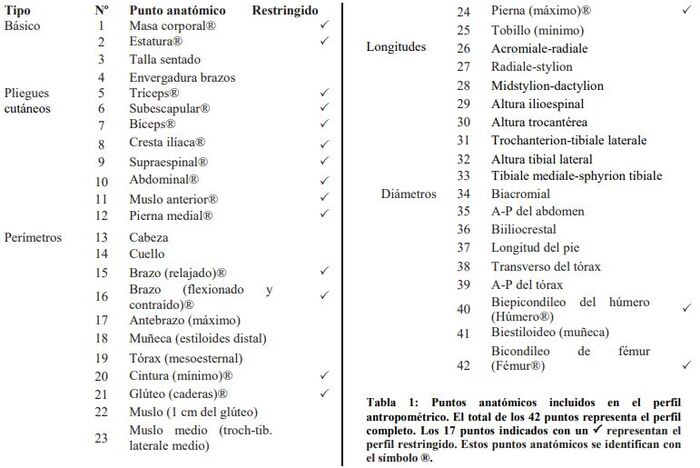 Tipo Nº Punto anatómico Restringido
Básico 1 Masa corporal® ✓
2 Estatura® ✓
3 Talla sentado
4 Envergadura brazos
Pliegues 5 Tríceps® ✓
cutáneos 6 Subescapular® ✓
7 Bíceps® ✓
8 Cresta ilíaca® ✓
9 Supraespinal® ✓
10 Abdominal® ✓
11 Muslo anterior® ✓
12 Pierna medial® ✓
Perímetros 13 Cabeza
14 Cuello
15 Brazo (relajado)® ✓
16 Brazo (flexionado y
contraído)® ✓
17 Antebrazo (máximo)
18 Muñeca (estiloides distal)
19 Tórax (mesoesternal)
20 Cintura (mínimo)® ✓
21 Glúteo (caderas)® ✓
22 Muslo (1 cm del glúteo)
23 Muslo medio (troch-tib.
laterale medio)
24 Pierna (máximo)® ✓
25 Tobillo (mínimo)
Longitudes 26 Acromiale-radiale
27 Radiale-stylion
28 Midstylion-dactylion
29 Altura ilioespinal
30 Altura trocantérea
31 Trochanterion-tibiale laterale
32 Altura tibial lateral
33 Tibiale mediale-sphyrion tibiale
Diámetros 34 Biacromial
35 A-P del abdomen
36 Biiliocrestal
37 Longitud del pie
38 Transverso del tórax
39 A-P del tórax
40 Biepicondíleo del húmero
(Húmero®) ✓
41 Biestiloideo (muñeca)
42 Bicondíleo de fémur
(Fémur®) ✓
Tabla 1: Puntos anatómicos incluidos en el perfil
antropométrico. El total de los 42 puntos representa el perfil
completo. Los 17 puntos indicados con un ✓ representan el
perfil restringido. Estos puntos anatómicos se identifican con
el símbolo ®.